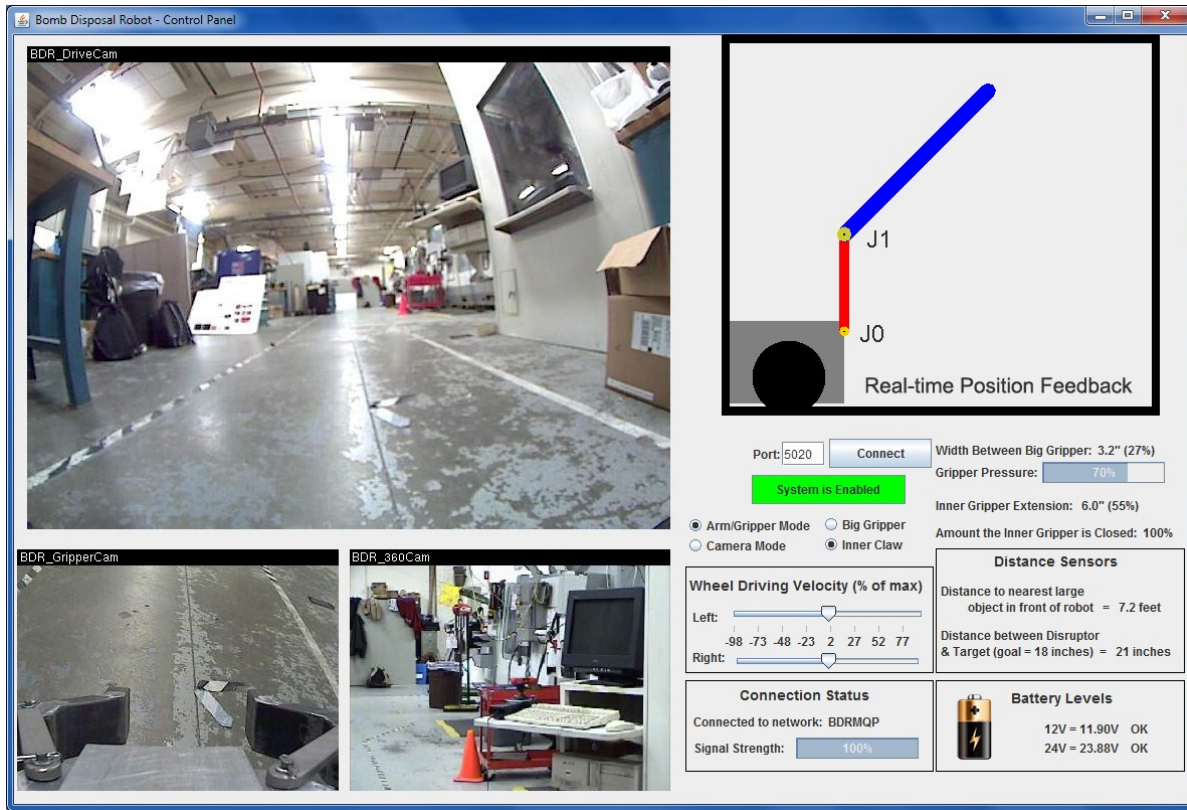 Bomb Disposal Robot - Control Panel
BDR_DriveCam
J1
J0
Real-time Position Feedback
BDR_GripperCam
BDR_360Cam
Port: 5020 Connect
System is Enabled
Arm/Gripper Mode Big Gripper
Camera Mode Inner Claw
Width Between Big Gripper: 3.2" (27%)
Gripper Pressure: 70%
Inner Gripper Extension: 6.0" (55%)
Amount the Inner Gripper is Closed: 100%
Wheel Driving Velocity (% of max)
Left:
-98 -73 -48 -23 2 27 52 77
Right:
Distance Sensors
Distance to nearest large
object in front of robot = 7.2 feet
Distance between Disruptor
& Target (goal = 18 inches) = 21 inches
Connection Status
Connected to network: BDRMQP
Signal Strength: 100%
Battery Levels
12V = 11.90V OK
24V = 23.88V OK